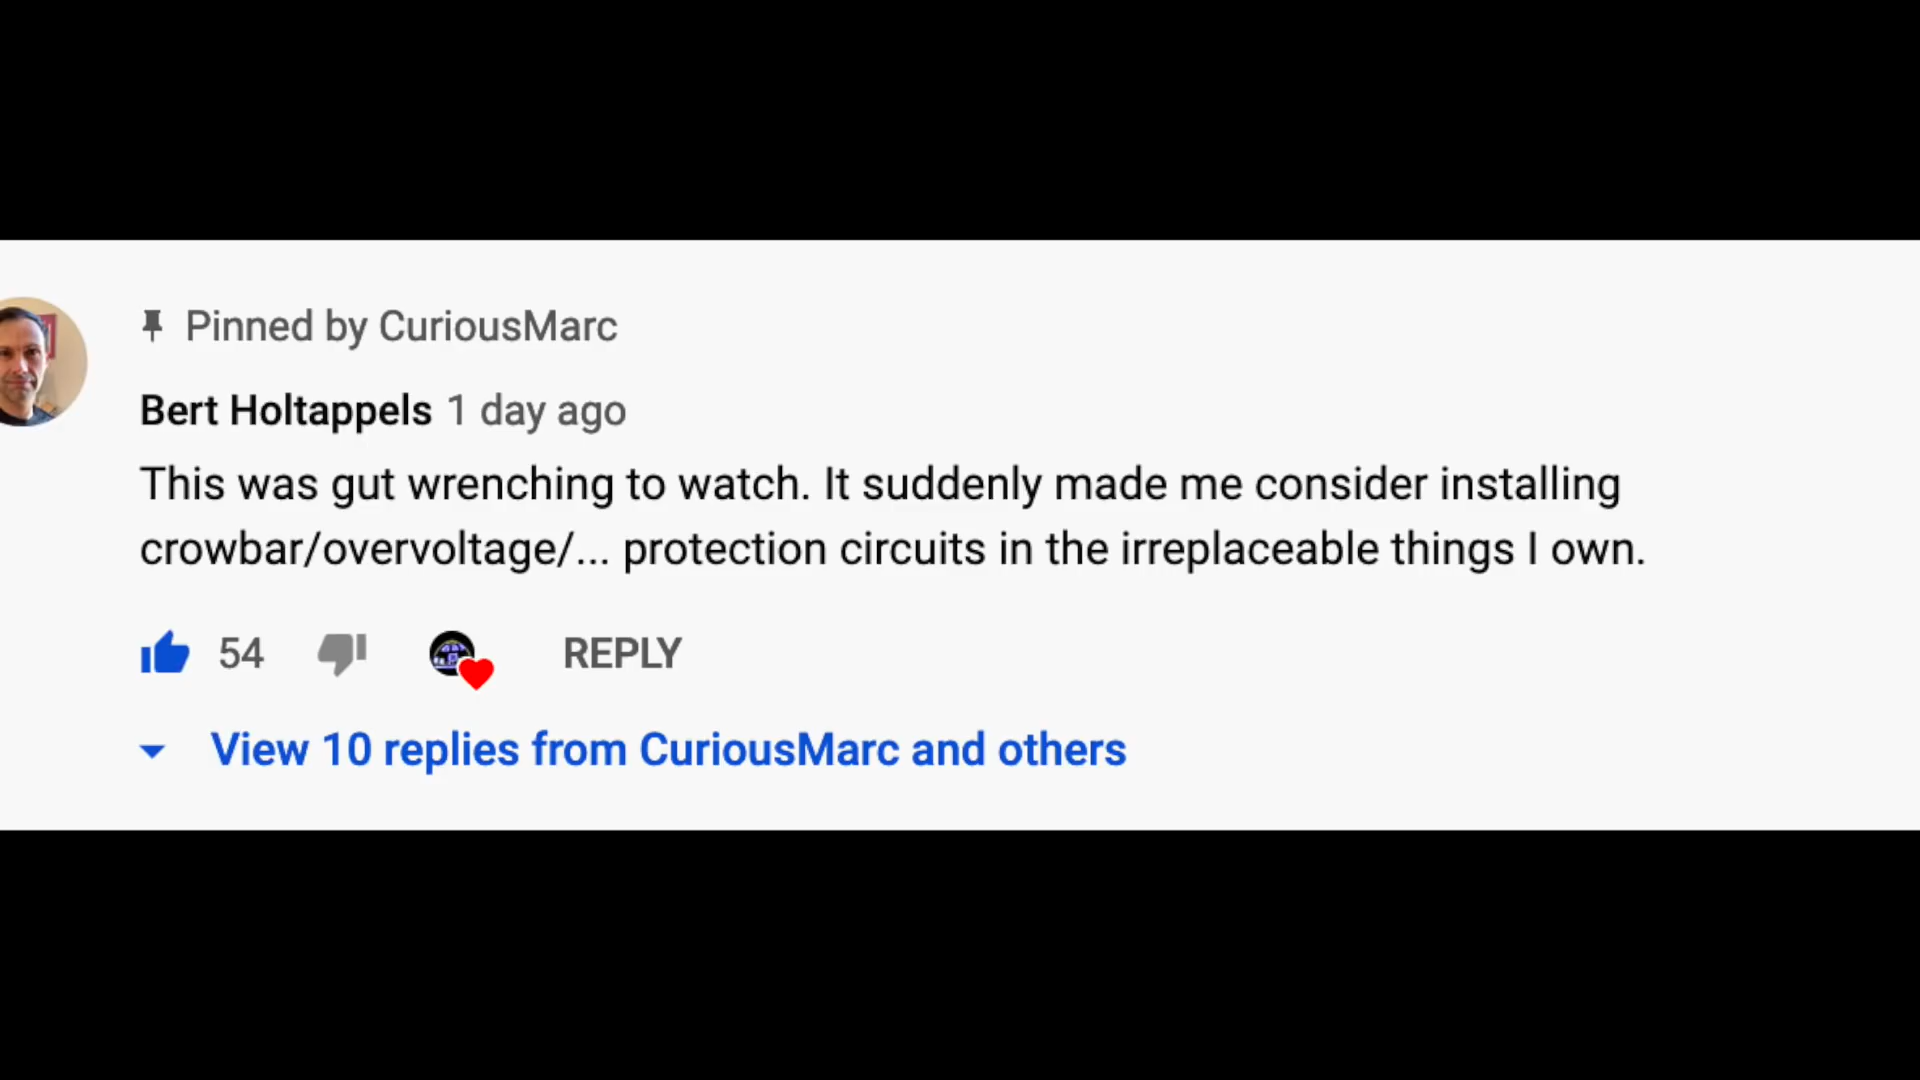 Pinned by CuriousMarc
Bert Holtappels 1 day ago
This was gut wrenching to watch. It suddenly made me consider installing
crowbar/overvoltage/... protection circuits in the irreplaceable things I own.
54 REPLY
View 10 replies from CuriousMarc and others